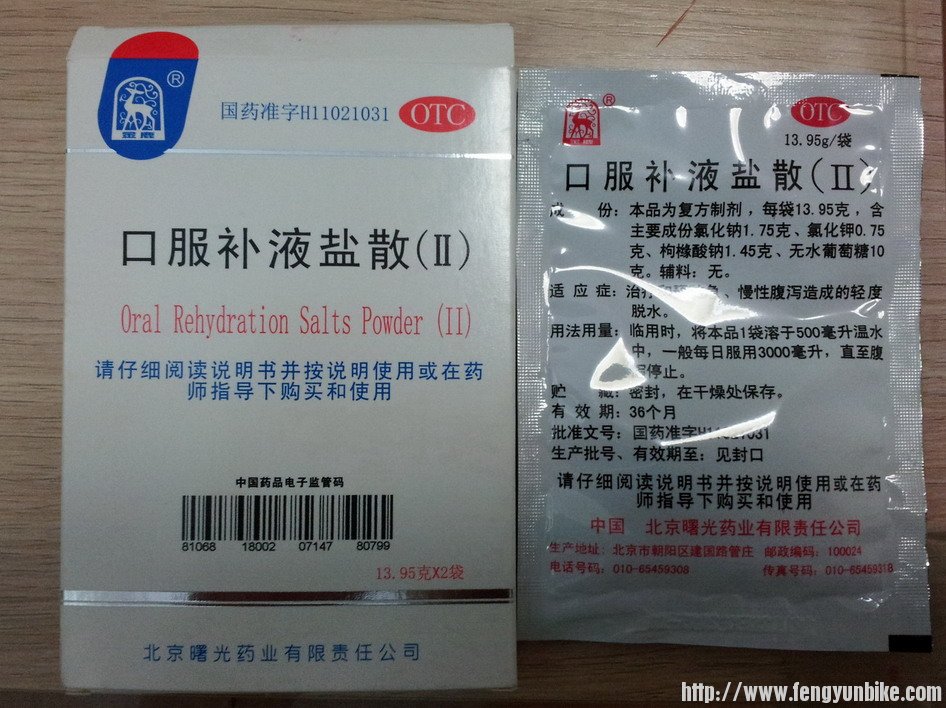 ®
国药准字H11021031
OTC
口服补液盐散(Ⅱ)
Oral Rehydration Salts Powder (II)
请仔细阅读说明书并按说明使用或在药
师指导下购买和使用
中国药品电子监管码
81068 18002 07147 80799
13.95克X2袋
北京曙光药业有限责任公司
®
OTC
13.95g/袋
口服补液盐散(Ⅱ)
成 份: 本品为复方制剂，每袋13.95克，含
主要成份氯化钠1.75克、氯化钾0.75
克、枸橼酸钠1.45克、无水葡萄糖10
克。辅料：无。
适 应 症: 治疗和 、慢性腹泻造成的轻度
脱水。
用法用量: 临用时，将本品1袋溶于500毫升温水
中，一般每日服用3000毫升，直至腹
停止。
贮 藏: 密封，在干燥处保存。
有 效 期: 36个月
批准文号: 国药准字H11021031
生产批号、有效期至: 见封口
请仔细阅读说明书并按说明使用或在药
师指导下购买和使用
中国 北京曙光药业有限责任公司
生产地址: 北京市朝阳区建国路管庄 邮政编码: 100024
电话号码: 010-65459308 传真号码: 010-65459318
http://www.fengyunbike.com